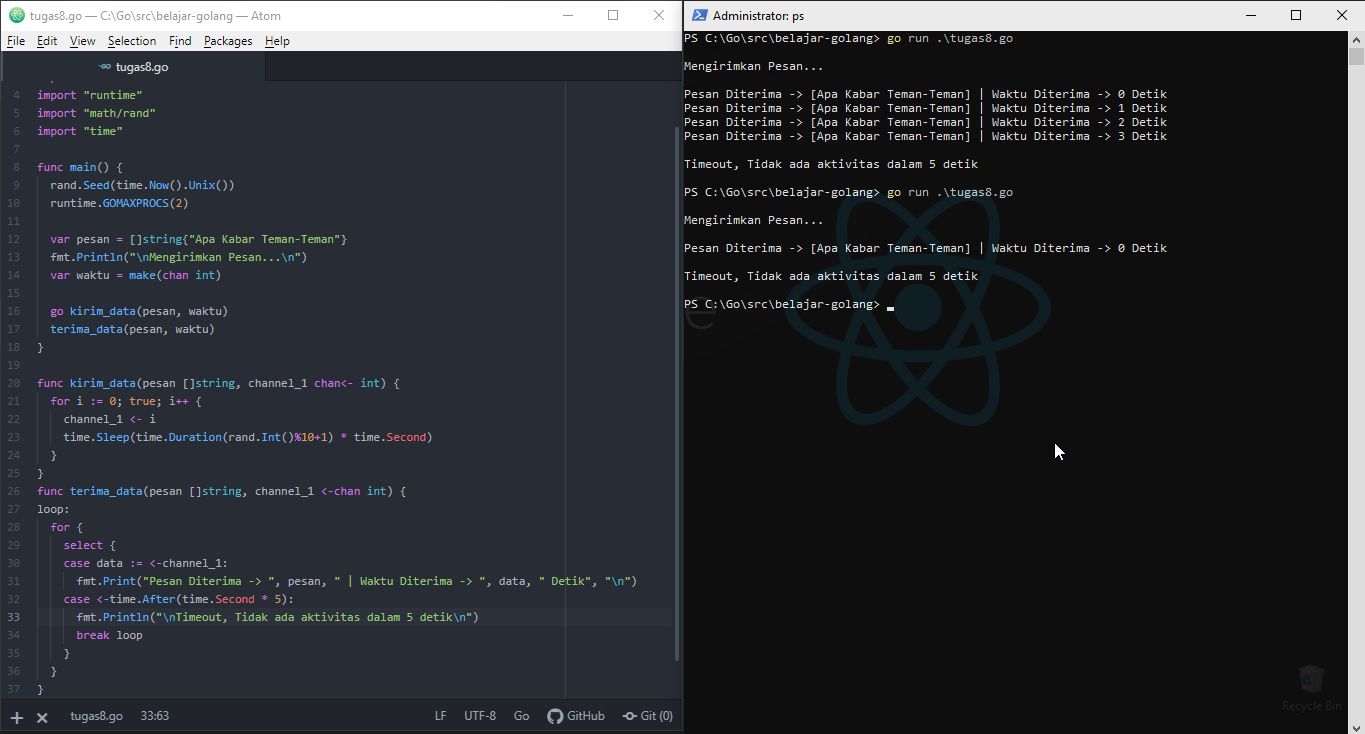 tugas8.go — C:\Go\src\belajar-golang — Atom
File Edit View Selection Find Packages Help
tugas8.go
4 import "runtime"
5 import "math/rand"
6 import "time"
7
8 func main() {
9 rand.Seed(time.Now().Unix())
10 runtime.GOMAXPROCS(2)
11
12 var pesan = []string{"Apa Kabar Teman-Teman"}
13 fmt.Println("\nMengirimkan Pesan...\n")
14 var waktu = make(chan int)
15
16 go kirim_data(pesan, waktu)
17 terima_data(pesan, waktu)
18 }
19
20 func kirim_data(pesan []string, channel_1 chan<- int) {
21 for i := 0; true; i++ {
22 channel_1 <- i
23 time.Sleep(time.Duration(rand.Int()%10+1) * time.Second)
24 }
25 }
26 func terima_data(pesan []string, channel_1 <-chan int) {
27 loop:
28 for {
29 select {
30 case data := <-channel_1:
31 fmt.Print("Pesan Diterima -> ", pesan, " | Waktu Diterima -> ", data, " Detik", "\n")
32 case <-time.After(time.Second * 5):
33 fmt.Println("\nTimeout, Tidak ada aktivitas dalam 5 detik\n")
34 break loop
35 }
36 }
37 }
tugas8.go 33:63 LF UTF-8 Go GitHub Git (0)
Administrator: ps
PS C:\Go\src\belajar-golang> go run .\tugas8.go
Mengirimkan Pesan...
Pesan Diterima -> [Apa Kabar Teman-Teman] | Waktu Diterima -> 0 Detik
Pesan Diterima -> [Apa Kabar Teman-Teman] | Waktu Diterima -> 1 Detik
Pesan Diterima -> [Apa Kabar Teman-Teman] | Waktu Diterima -> 2 Detik
Pesan Diterima -> [Apa Kabar Teman-Teman] | Waktu Diterima -> 3 Detik
Timeout, Tidak ada aktivitas dalam 5 detik
PS C:\Go\src\belajar-golang> go run .\tugas8.go
Mengirimkan Pesan...
Pesan Diterima -> [Apa Kabar Teman-Teman] | Waktu Diterima -> 0 Detik
Timeout, Tidak ada aktivitas dalam 5 detik
PS C:\Go\src\belajar-golang>
e
Recycle Bin